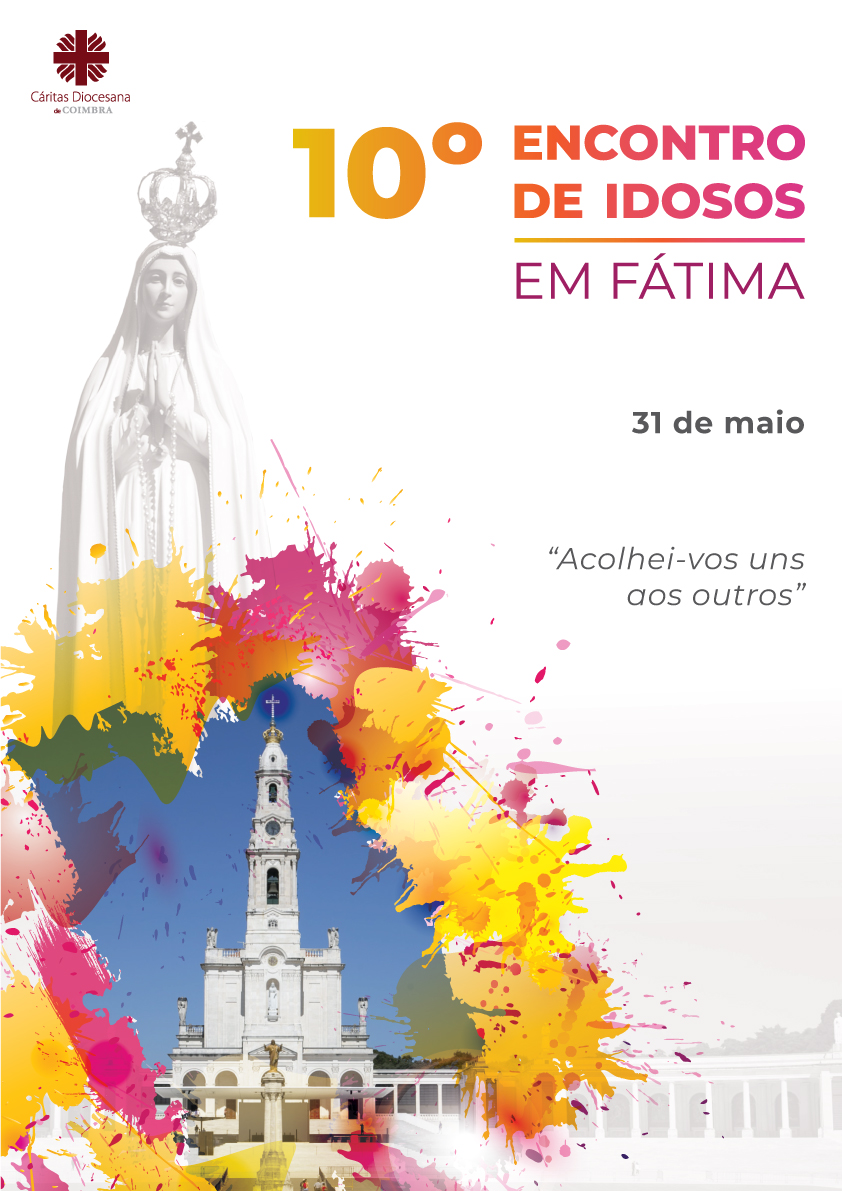 Cáritas Diocesana
de COIMBRA
10º ENCONTRO
DE IDOSOS
EM FÁTIMA
31 de maio
“Acolhei-vos uns
aos outros”